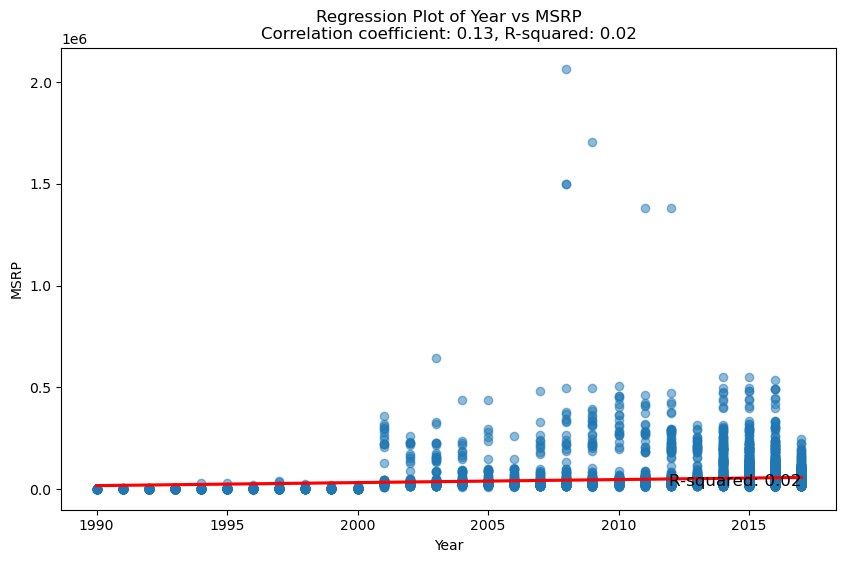 Regression Plot of Year vs MSRP
Correlation coefficient: 0.13, R-squared: 0.02
1e6
2.0
1.5
1.0
0.5
0.0
MSRP
R-squared: 0.02
1990 1995 2000 2005 2010 2015
Year